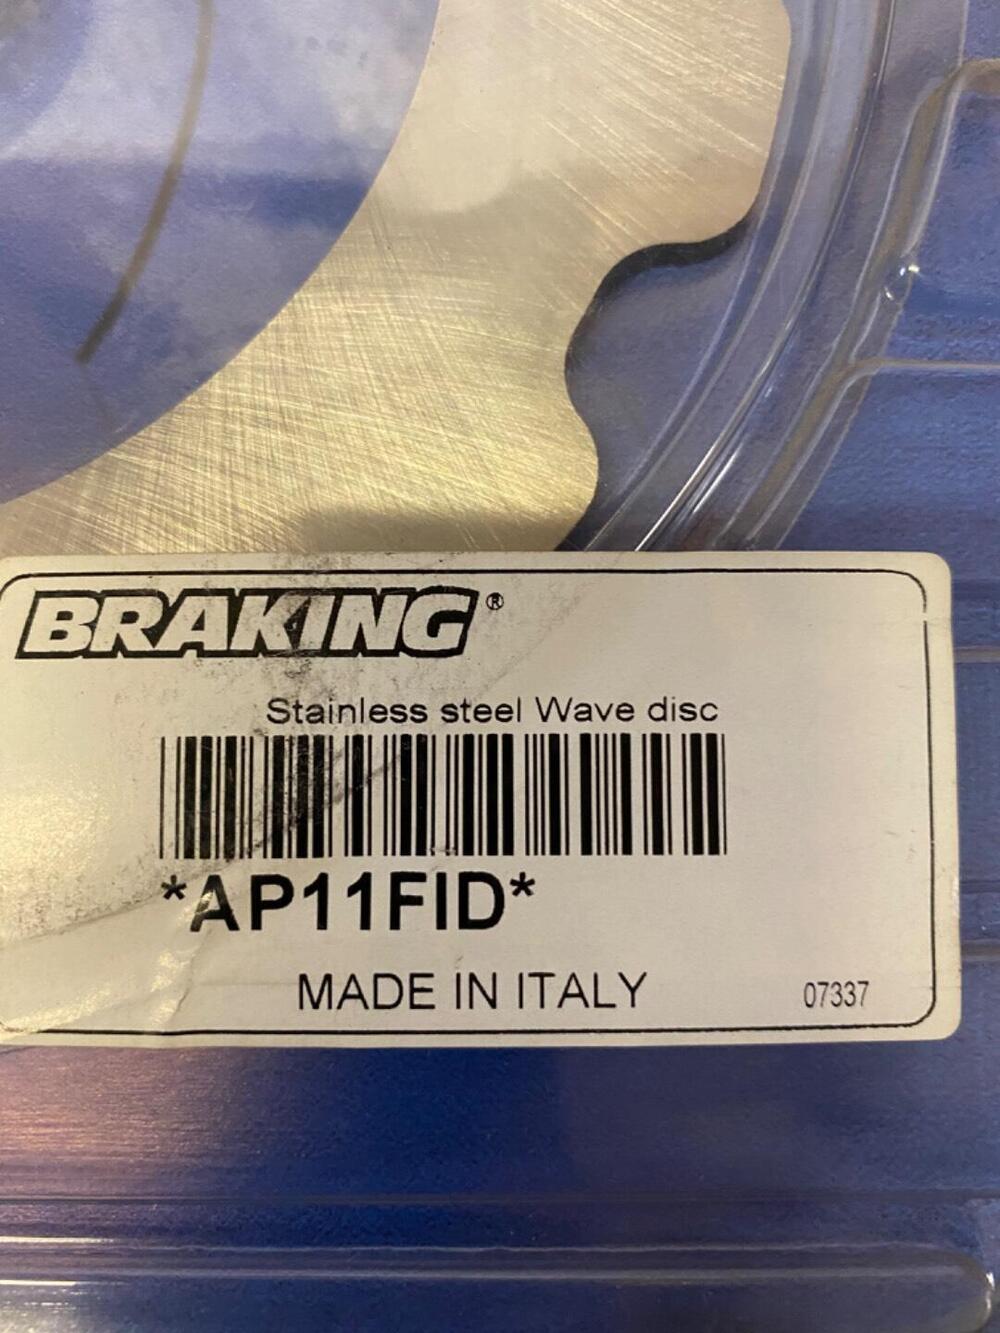 BRAKING®
Stainless steel Wave disc
*AP11FID*
MADE IN ITALY
07337